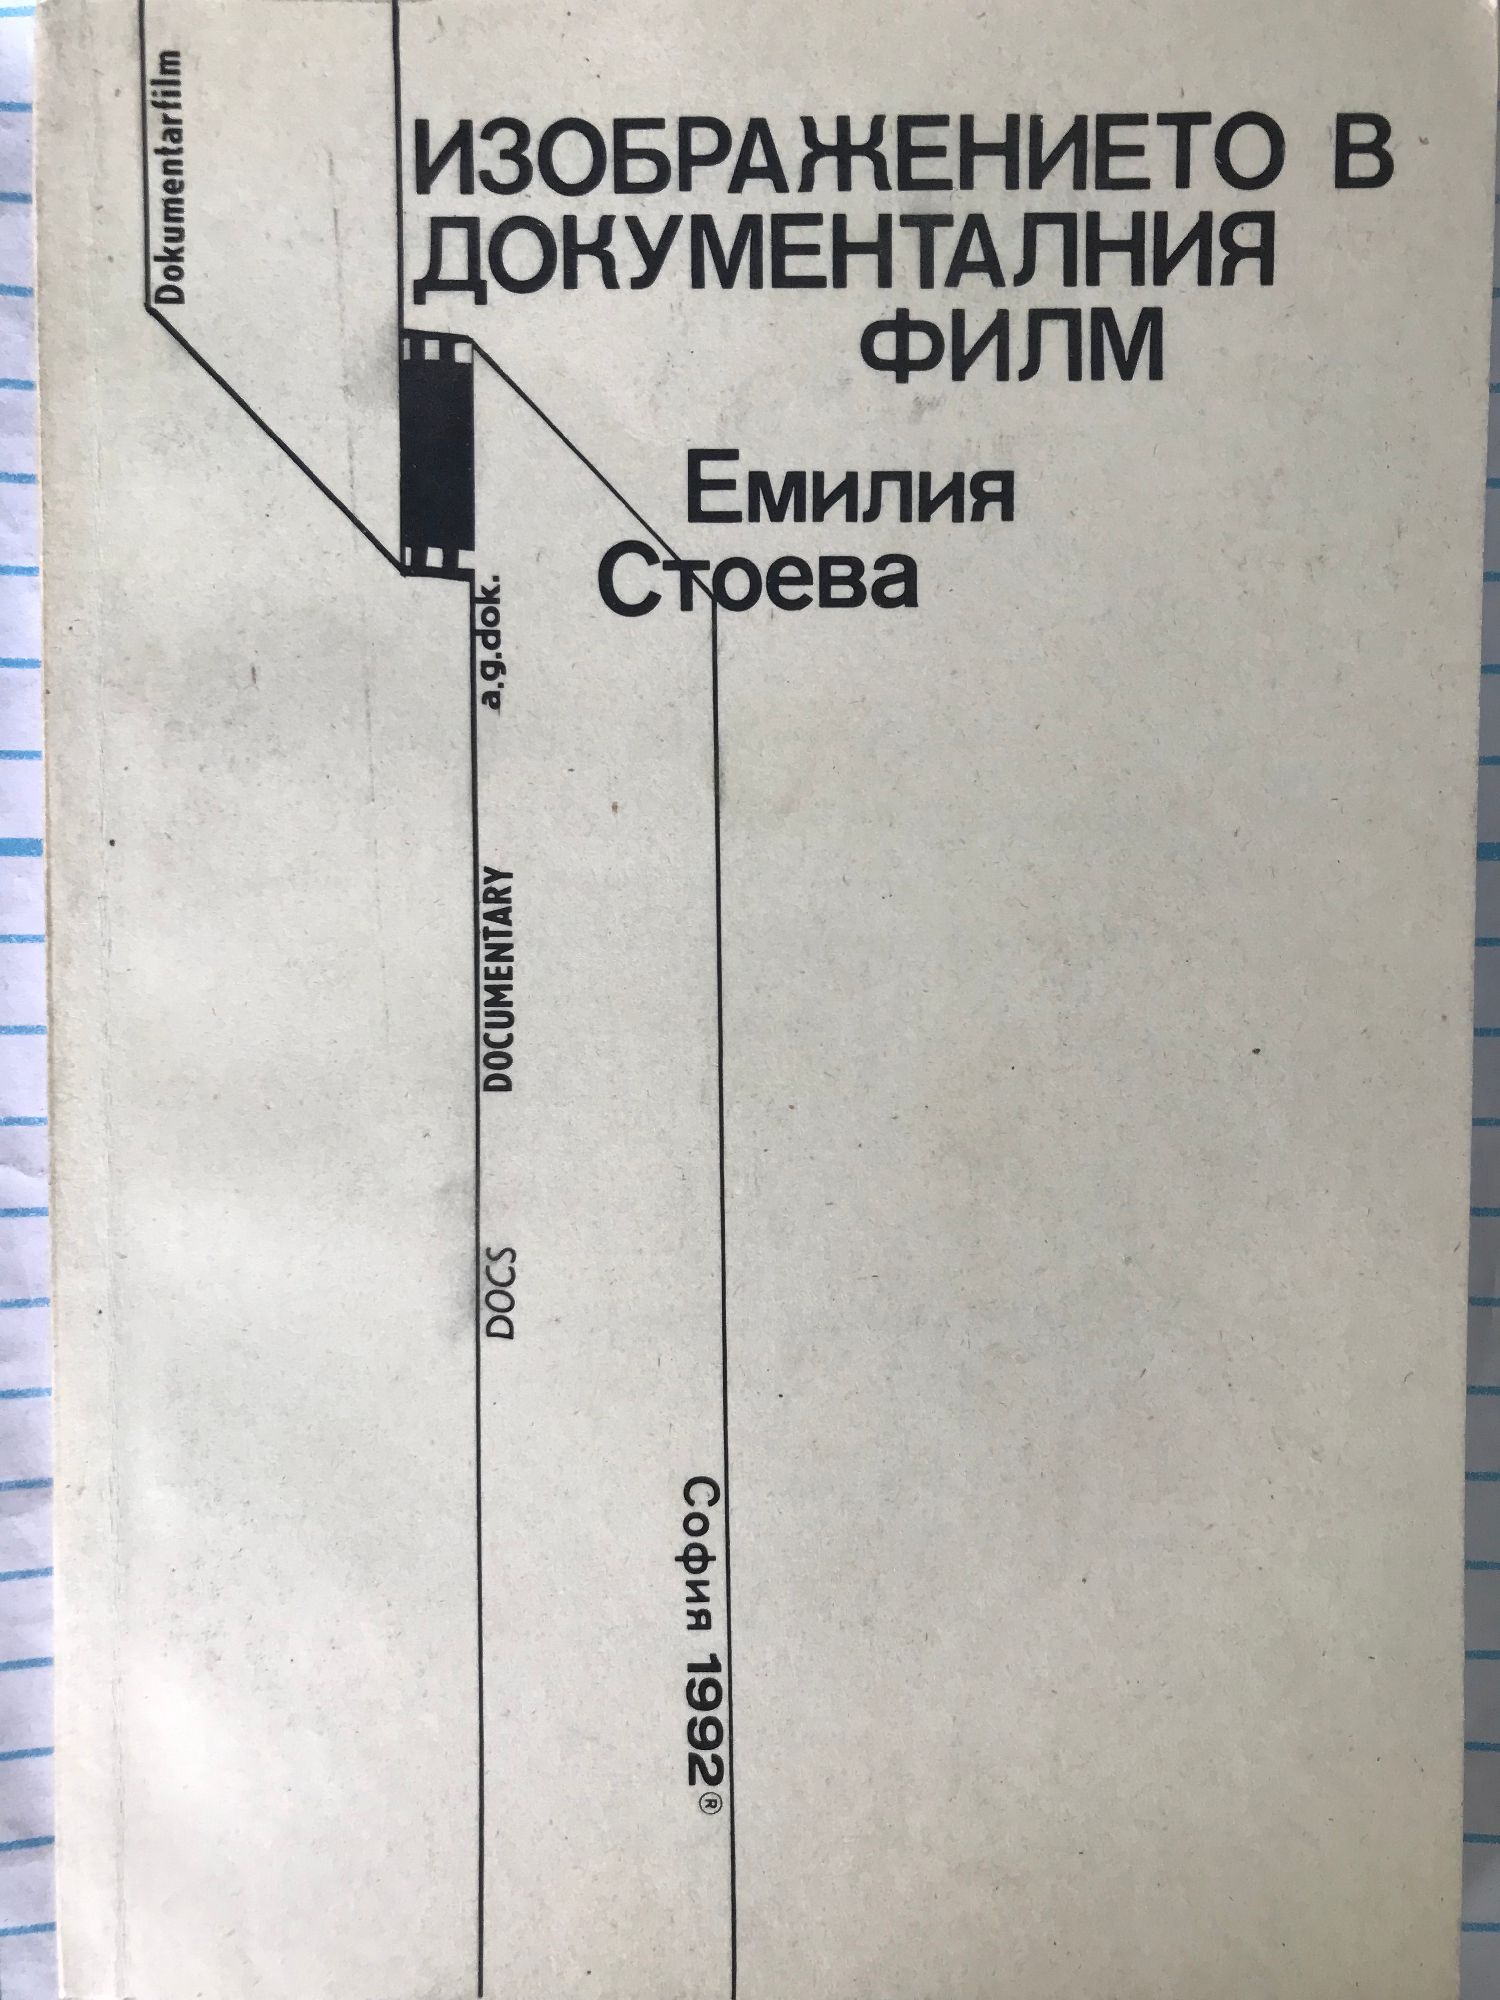 Dokumentarfilm
ИЗОБРАЖЕНИЕТО В
ДОКУМЕНТАЛНИЯ
ФИЛМ
Емилия
Стоева
a.g.dok.
DOCUMENTARY
DOCS
София 1992®